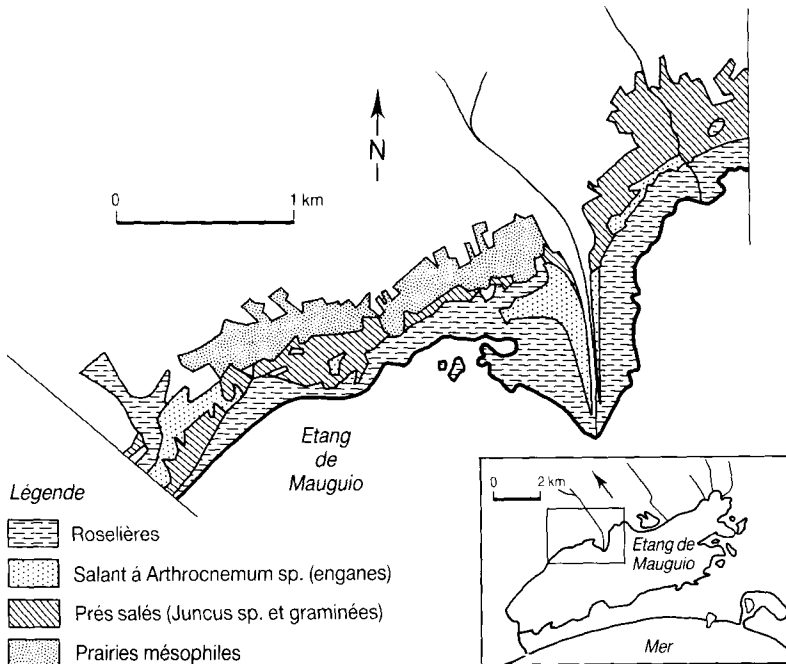 N
0 1 km
Etang
de
Mauguio
Légende
Roselières
Salant á Arthrocnemum sp. (enganes)
Prés salés (Juncus sp. et graminées)
Prairies mésophiles
0 2 km
Etang de
Mauguio
Mer